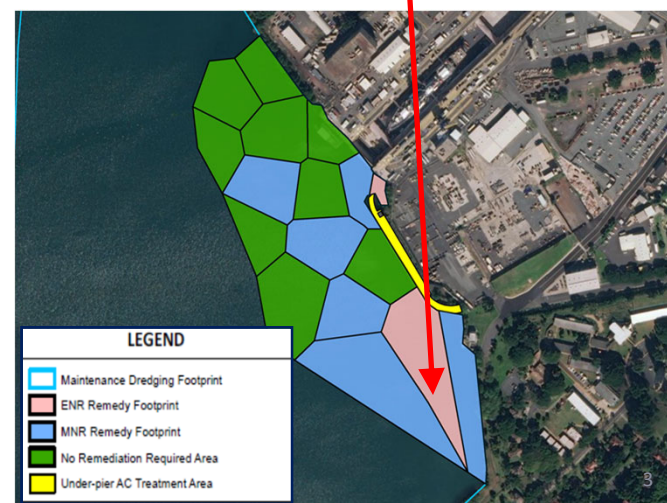 LEGEND
Maintenance Dredging Footprint
ENR Remedy Footprint
MNR Remedy Footprint
No Remediation Required Area
Under-pier AC Treatment Area
3